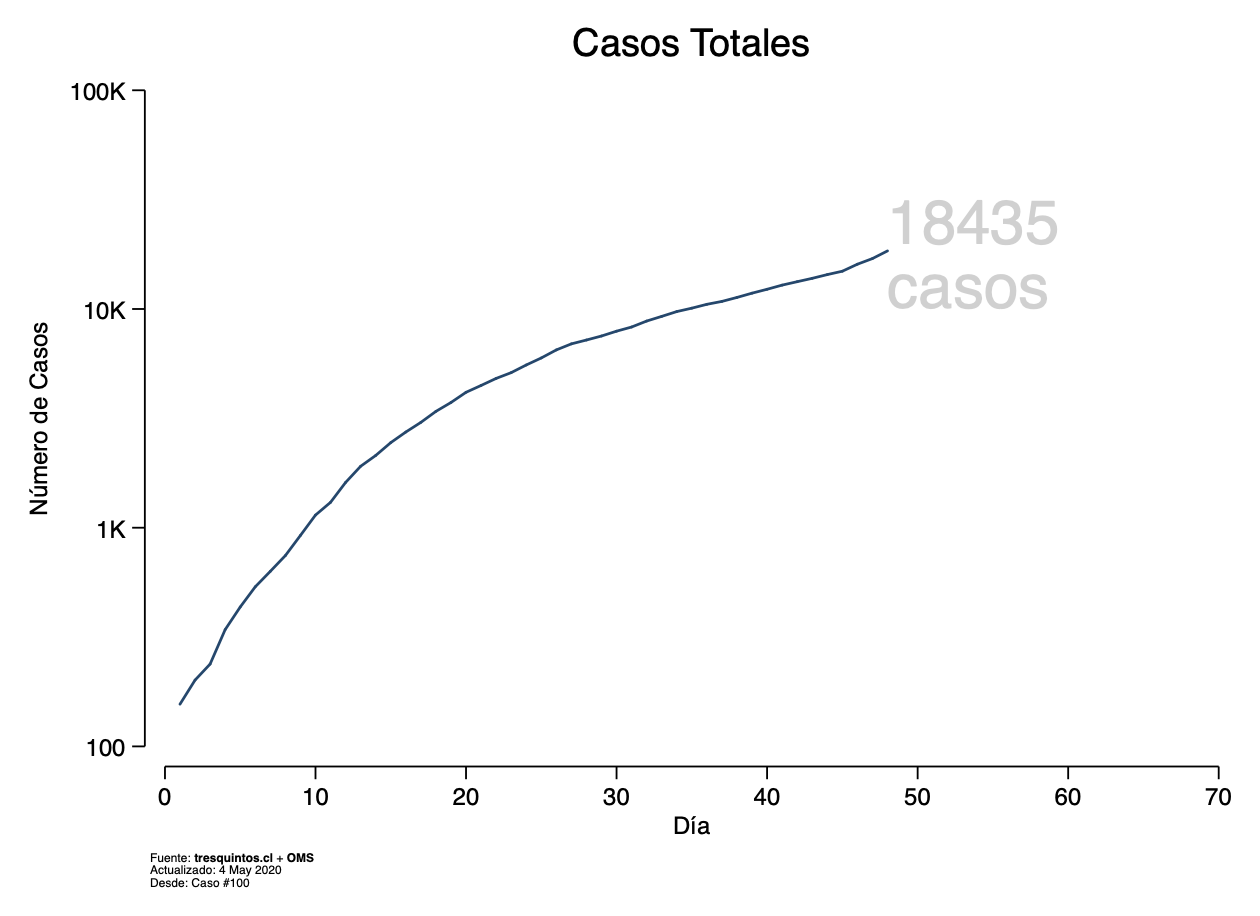 Casos Totales
100K
10K
1K
100
Número de Casos
18435
casos
0 10 20 30 40 50 60 70
Día
Fuente: tresquintos.cl + OMS
Actualizado: 4 May 2020
Desde: Caso #100